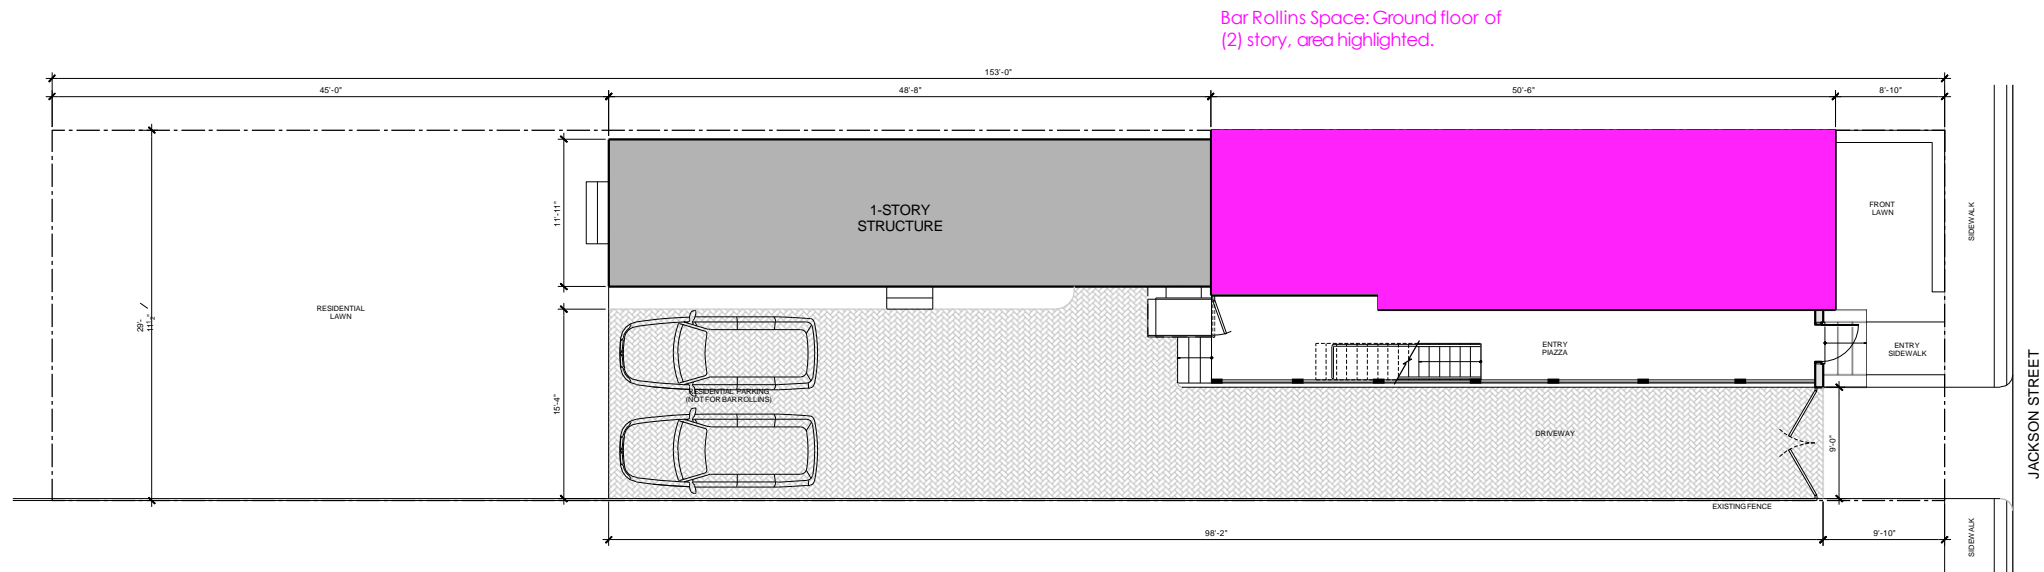 Bar Rollins Space: Ground floor of
(2) story, area highlighted.
153'-0"
45'-0"
48'-8"
50'-6"
8'-10"
11'-11"
1-STORY
STRUCTURE
FRONT
LAWN
SIDEWALK
29'-
11 1/2"
RESIDENTIAL
LAWN
ENTRY
PIAZZA
ENTRY
SIDEWALK
15'-4"
RESIDENTIAL PARKING
(NOT FOR BAR ROLLINS)
JACKSON STREET
DRIVEWAY
9'-0"
EXISTING FENCE
98'-2"
9'-10"
SIDEWALK